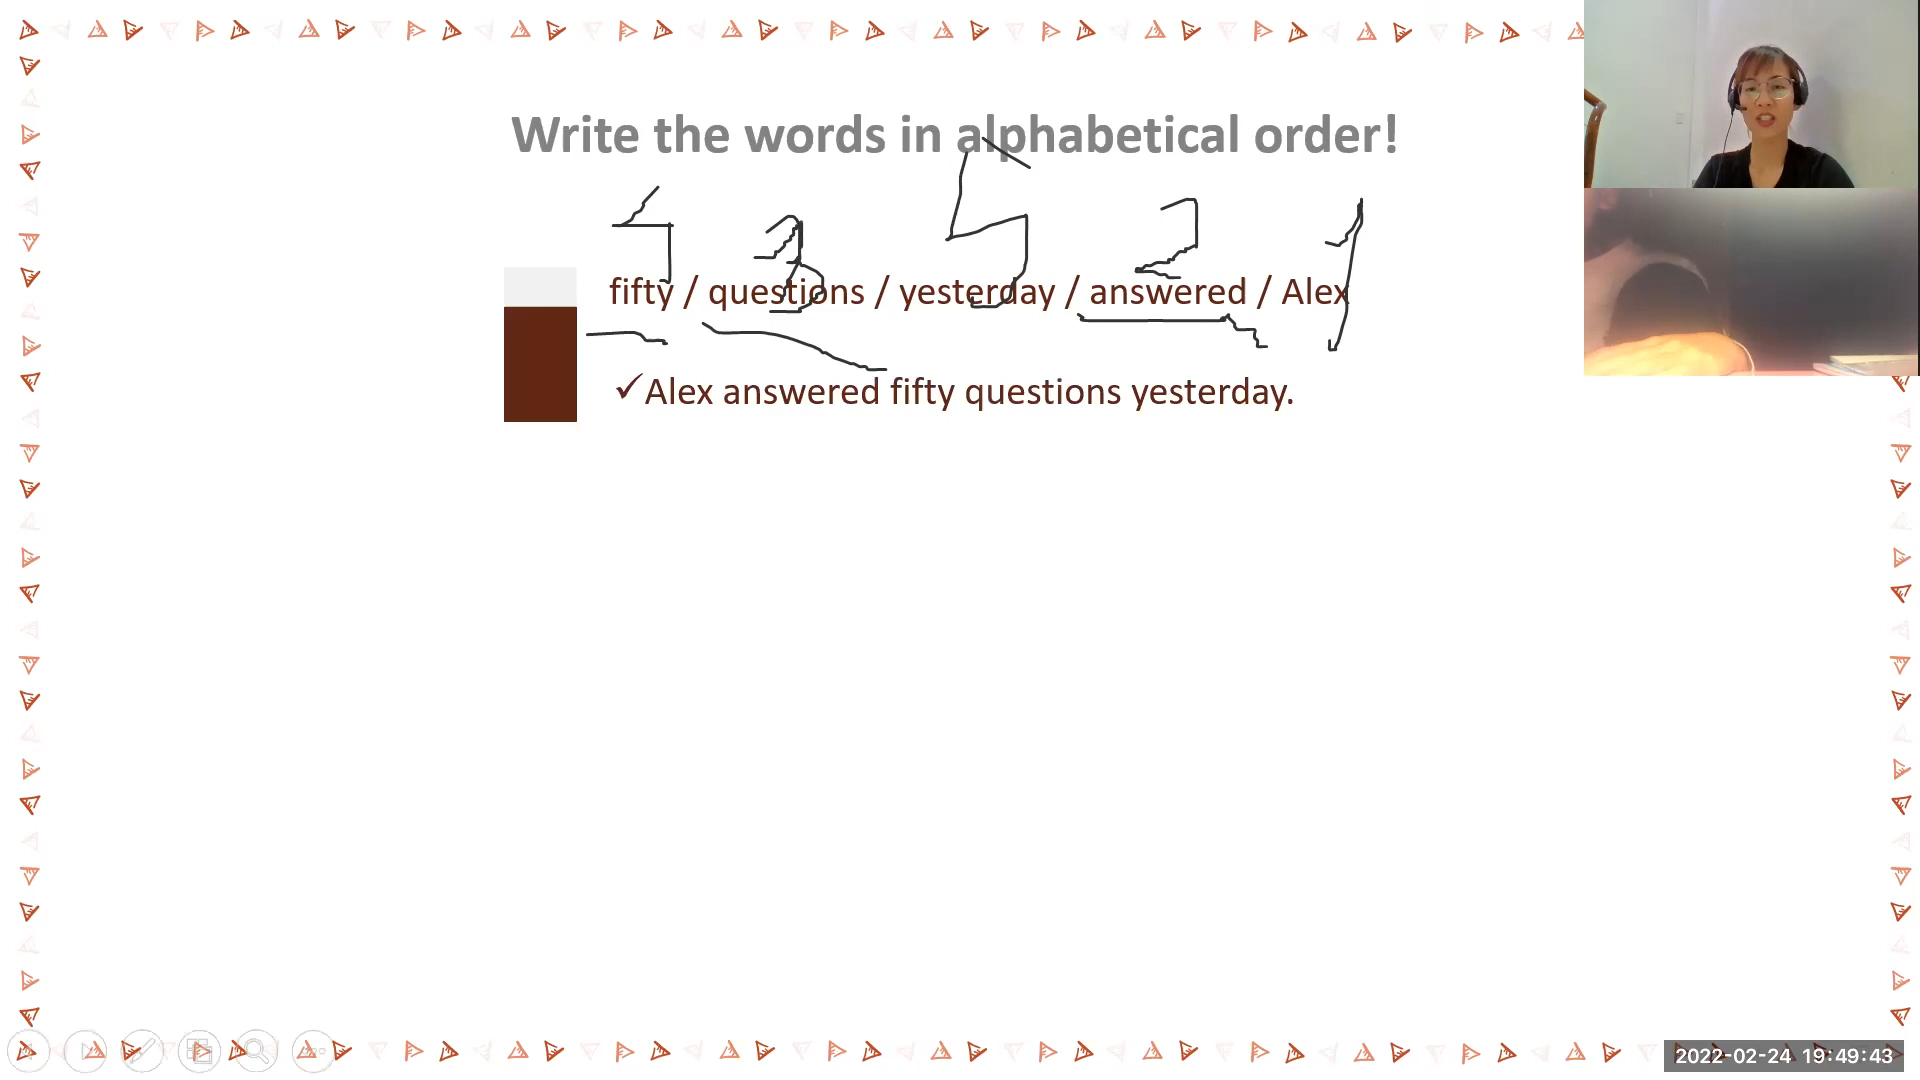 Write the words in alphabetical order!
4 3 5 2 1
fifty / questions / yesterday / answered / Alex
✓Alex answered fifty questions yesterday.
2022-02-24 19:49:43